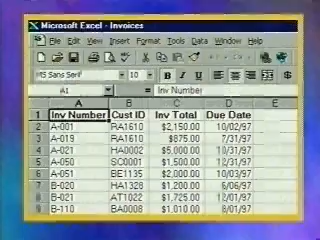 Microsoft Excel - Invoices
File Edit View Insert Format Tools Data Window Help
MS Sans Serif 10 B I U $
A1 = Inv Number
A B C D E
1 Inv Number Cust ID Inv Total Due Date
2 A-001 RA1610 $2,150.00 10/02/97
3 A-019 RA1610 $875.00 7/31/97
4 A-021 HA0002 $5,000.00 10/31/97
5 A-050 SC0001 $1,500.00 12/31/97
6 A-051 BE1135 $2,000.00 10/31/97
7 B-020 HA1328 $1,200.00 6/06/97
8 B-021 AT1022 $1,725.00 12/01/97
9 B-110 BA0008 $1,010.00 8/01/97